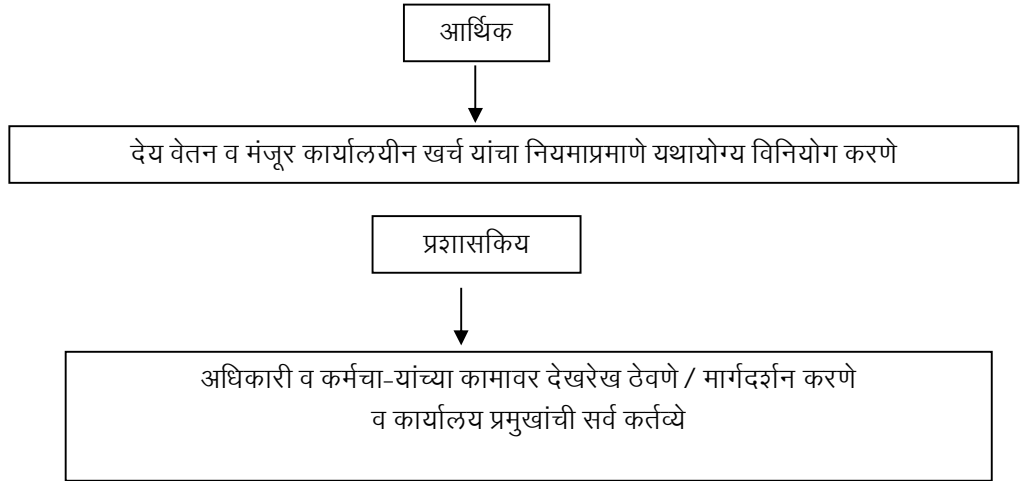 आर्थिक
देय वेतन व मंजूर कार्यालयीन खर्च यांचा नियमाप्रमाणे यथायोग्य विनियोग करणे
प्रशासकिय
अधिकारी व कर्मचा-यांच्या कामावर देखरेख ठेवणे / मार्गदर्शन करणे
व कार्यालय प्रमुखांची सर्व कर्तव्ये